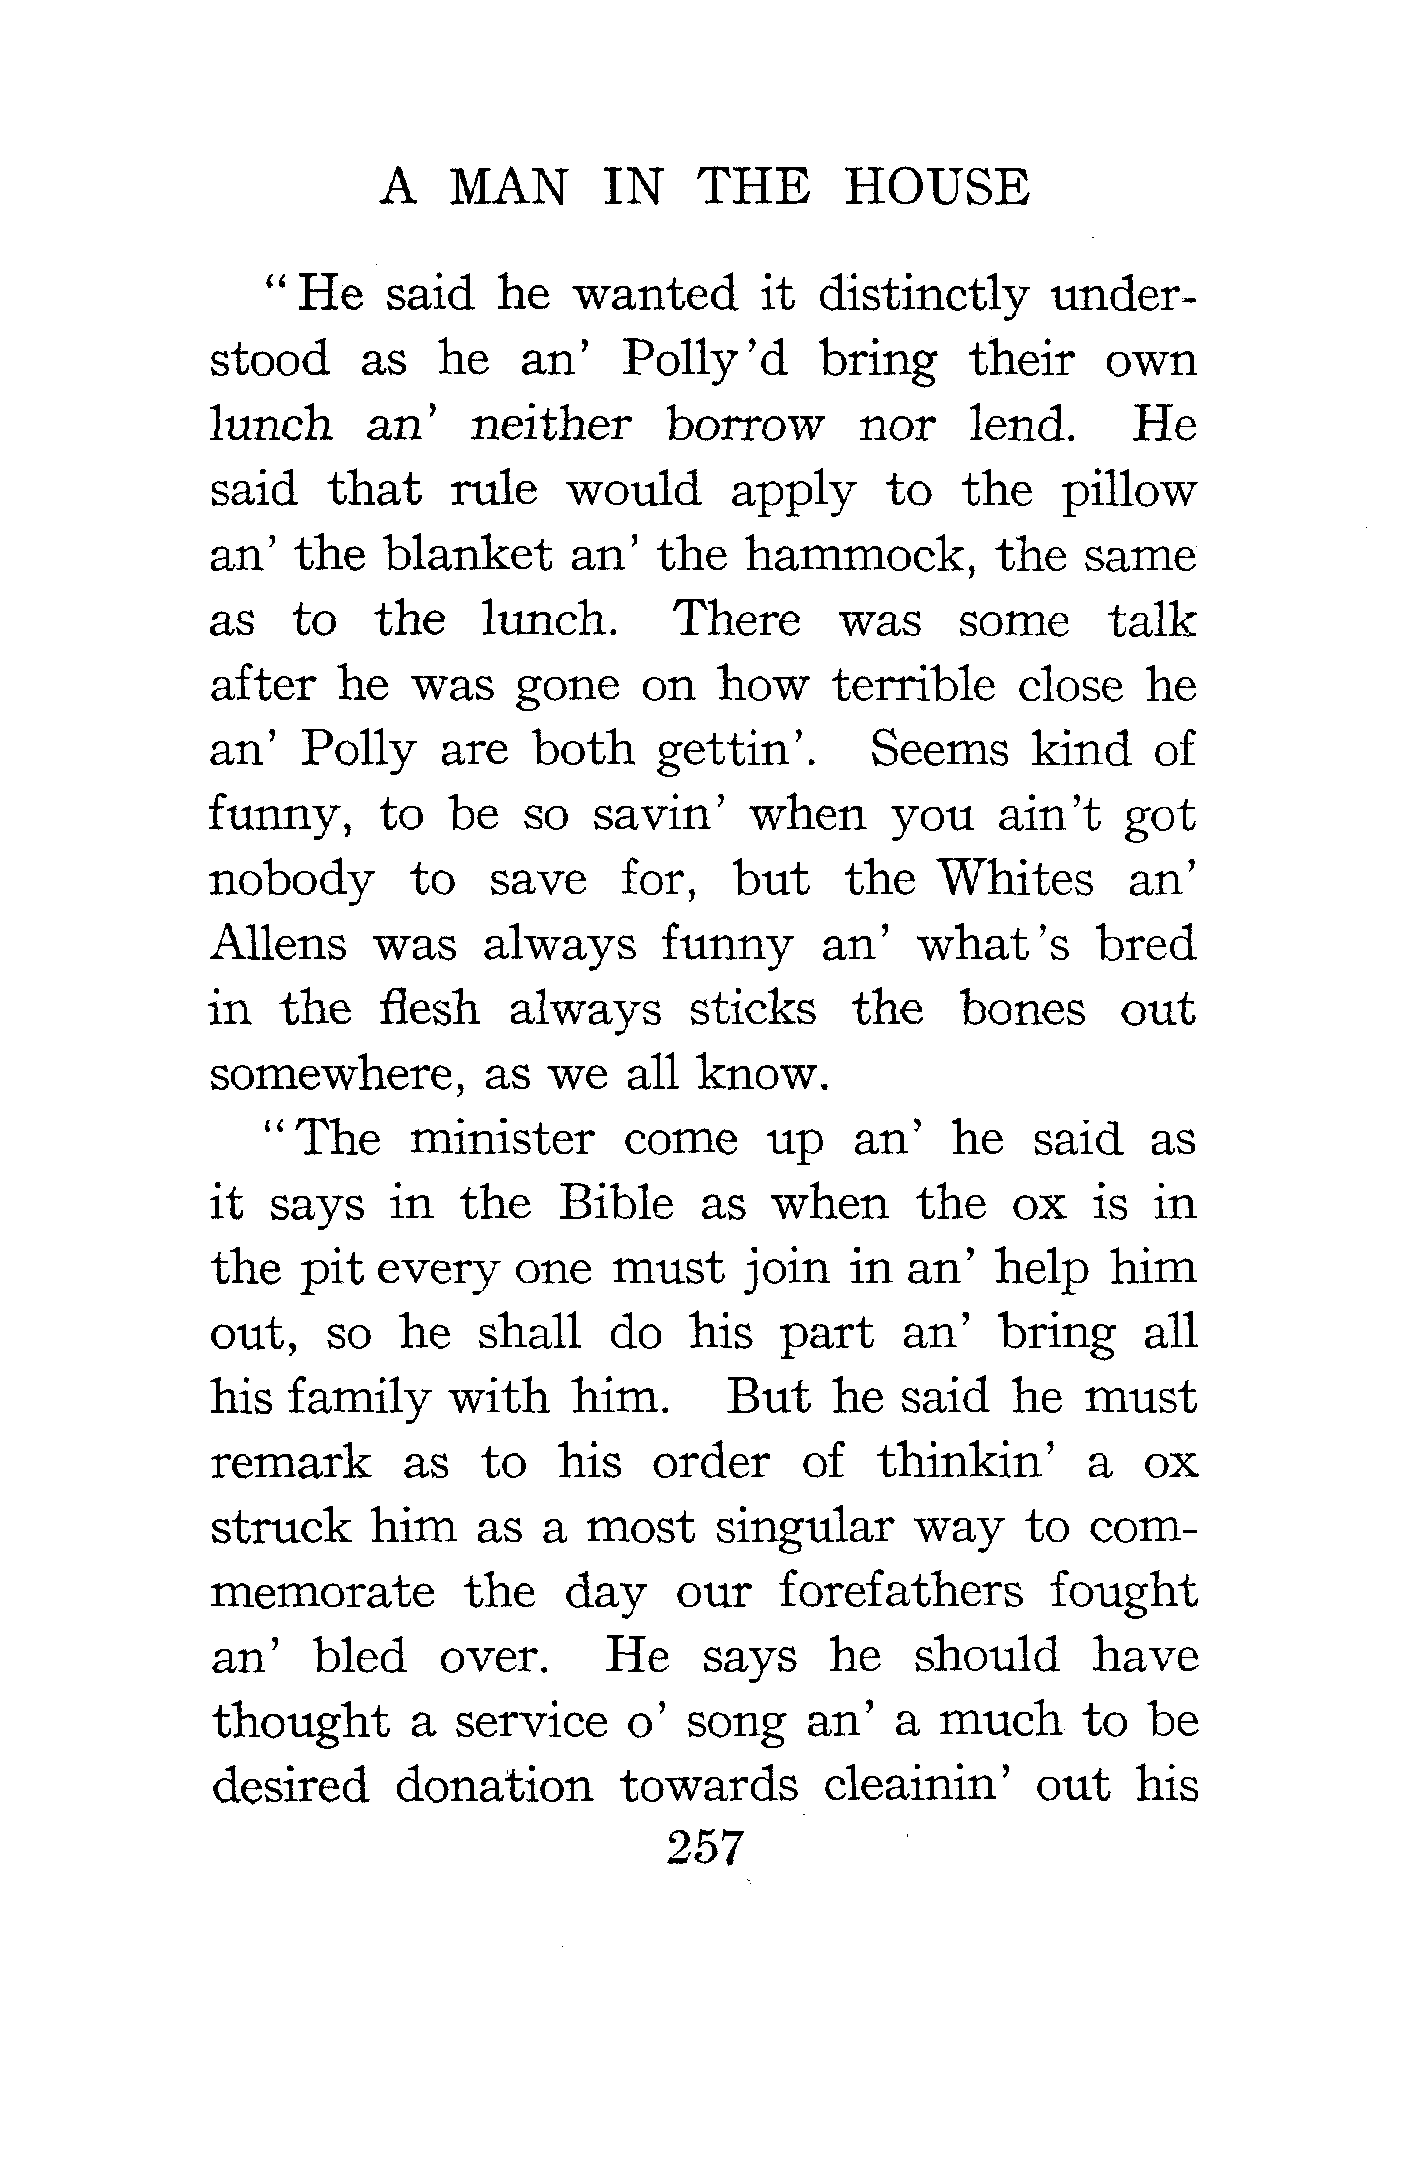 A MAN IN THE HOUSE
“He said he wanted it distinctly under-
stood as he an’ Polly’d bring their own
lunch an’ neither borrow nor lend. He
said that rule would apply to the pillow
an’ the blanket an’ the hammock, the same
as to the lunch. There was some talk
after he was gone on how terrible close he
an’ Polly are both gettin’. Seems kind of
funny, to be so savin’ when you ain’t got
nobody to save for, but the Whites an’
Allens was always funny an’ what’s bred
in the flesh always sticks the bones out
somewhere, as we all know.
“The minister come up an’ he said as
it says in the Bible as when the ox is in
the pit every one must join in an’ help him
out, so he shall do his part an’ bring all
his family with him. But he said he must
remark as to his order of thinkin’ a ox
struck him as a most singular way to com-
memorate the day our forefathers fought
an’ bled over. He says he should have
thought a service o’ song an’ a much to be
desired donation towards cleainin’ out his
257